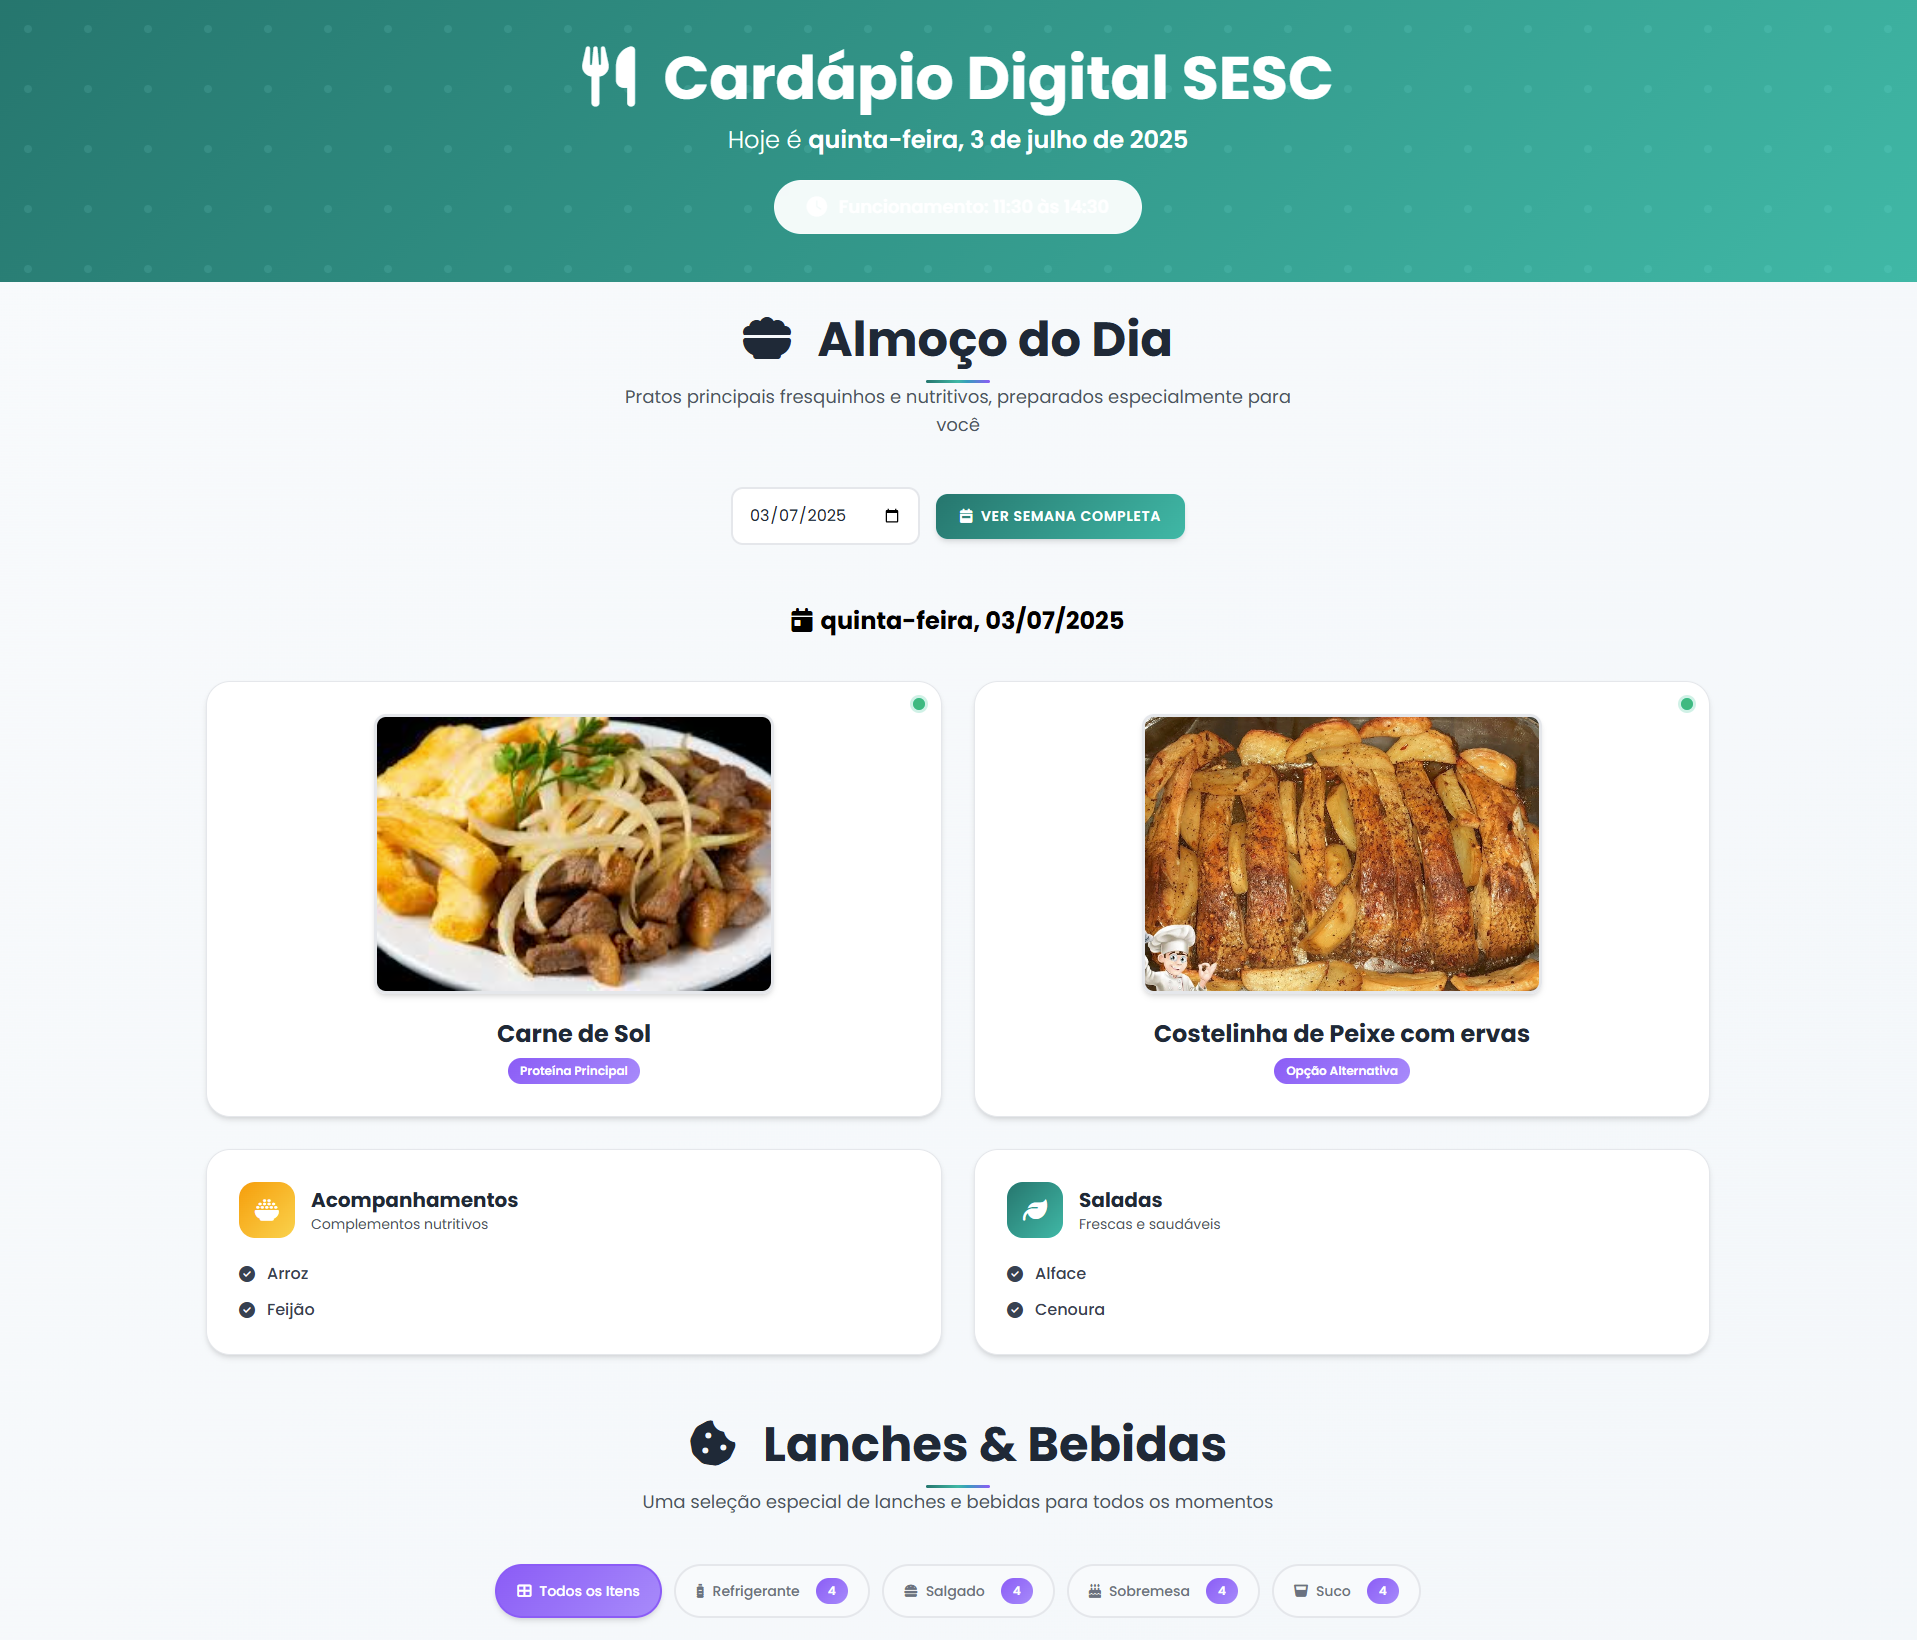 Cardápio Digital SESC
Hoje é quinta-feira, 3 de julho de 2025
Funcionamento: 11:30 às 14:30
Almoço do Dia
Pratos principais fresquinhos e nutritivos, preparados especialmente para
você
03/07/2025
VER SEMANA COMPLETA
quinta-feira, 03/07/2025
Carne de Sol
Proteína Principal
Costelinha de Peixe com ervas
Opção Alternativa
Acompanhamentos
Complementos nutritivos
Arroz
Feijão
Saladas
Frescas e saudáveis
Alface
Cenoura
Lanches & Bebidas
Uma seleção especial de lanches e bebidas para todos os momentos
Todos os Itens
Refrigerante 4
Salgado 4
Sobremesa 4
Suco 4